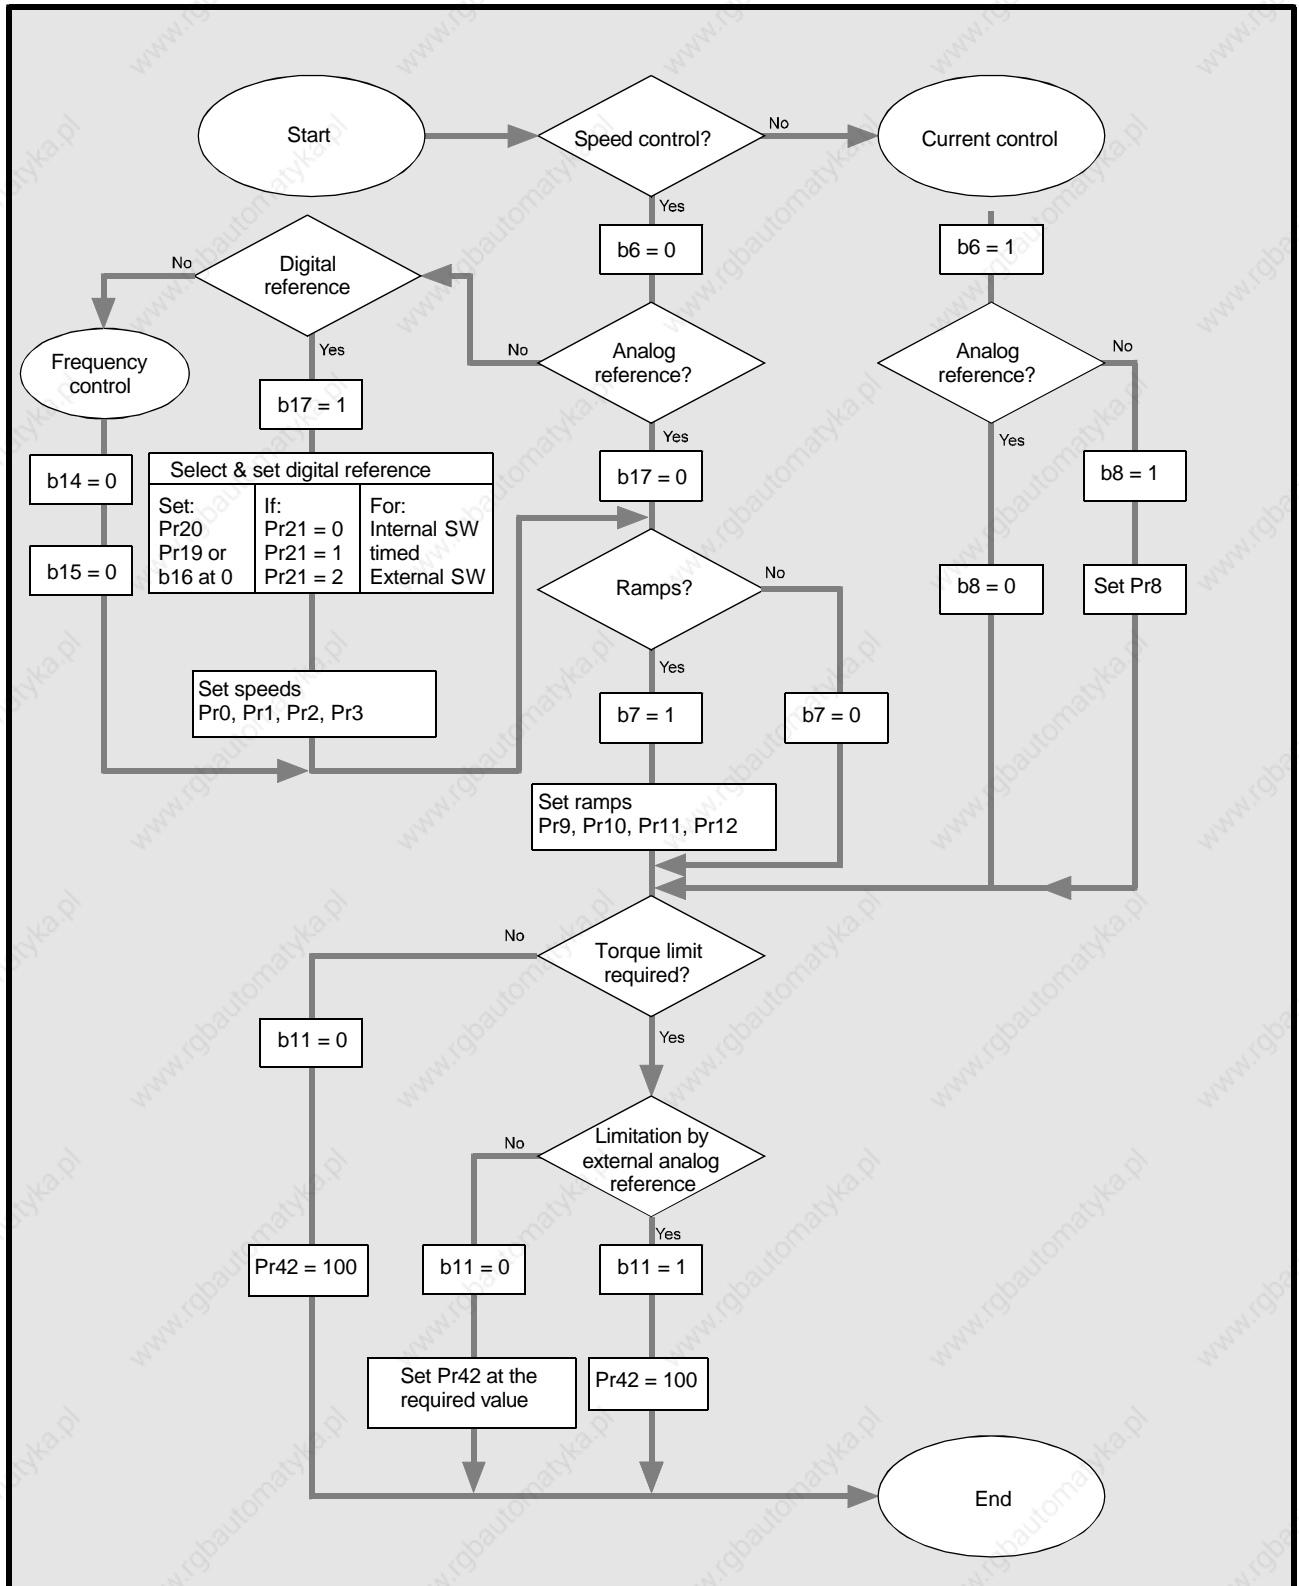 Start
Speed control?
No
Current control
Yes
b6 = 0
b6 = 1
No
Digital
reference
Yes
No
Analog
reference?
Yes
Analog
reference?
No
Yes
Frequency
control
b17 = 1
b14 = 0
b15 = 0
Select & set digital reference
Set:
Pr20
Pr19 or
b16 at 0
If:
Pr21 = 0
Pr21 = 1
Pr21 = 2
For:
Internal SW
timed
External SW
b17 = 0
b8 = 1
Ramps?
No
b8 = 0
Set Pr8
Yes
Set speeds
Pr0, Pr1, Pr2, Pr3
b7 = 1
b7 = 0
Set ramps
Pr9, Pr10, Pr11, Pr12
No
Torque limit
required?
Yes
b11 = 0
No
Limitation by
external analog
reference
Yes
Pr42 = 100
b11 = 0
b11 = 1
Set Pr42 at the
required value
Pr42 = 100
End
www.rgbautomatyka.pl